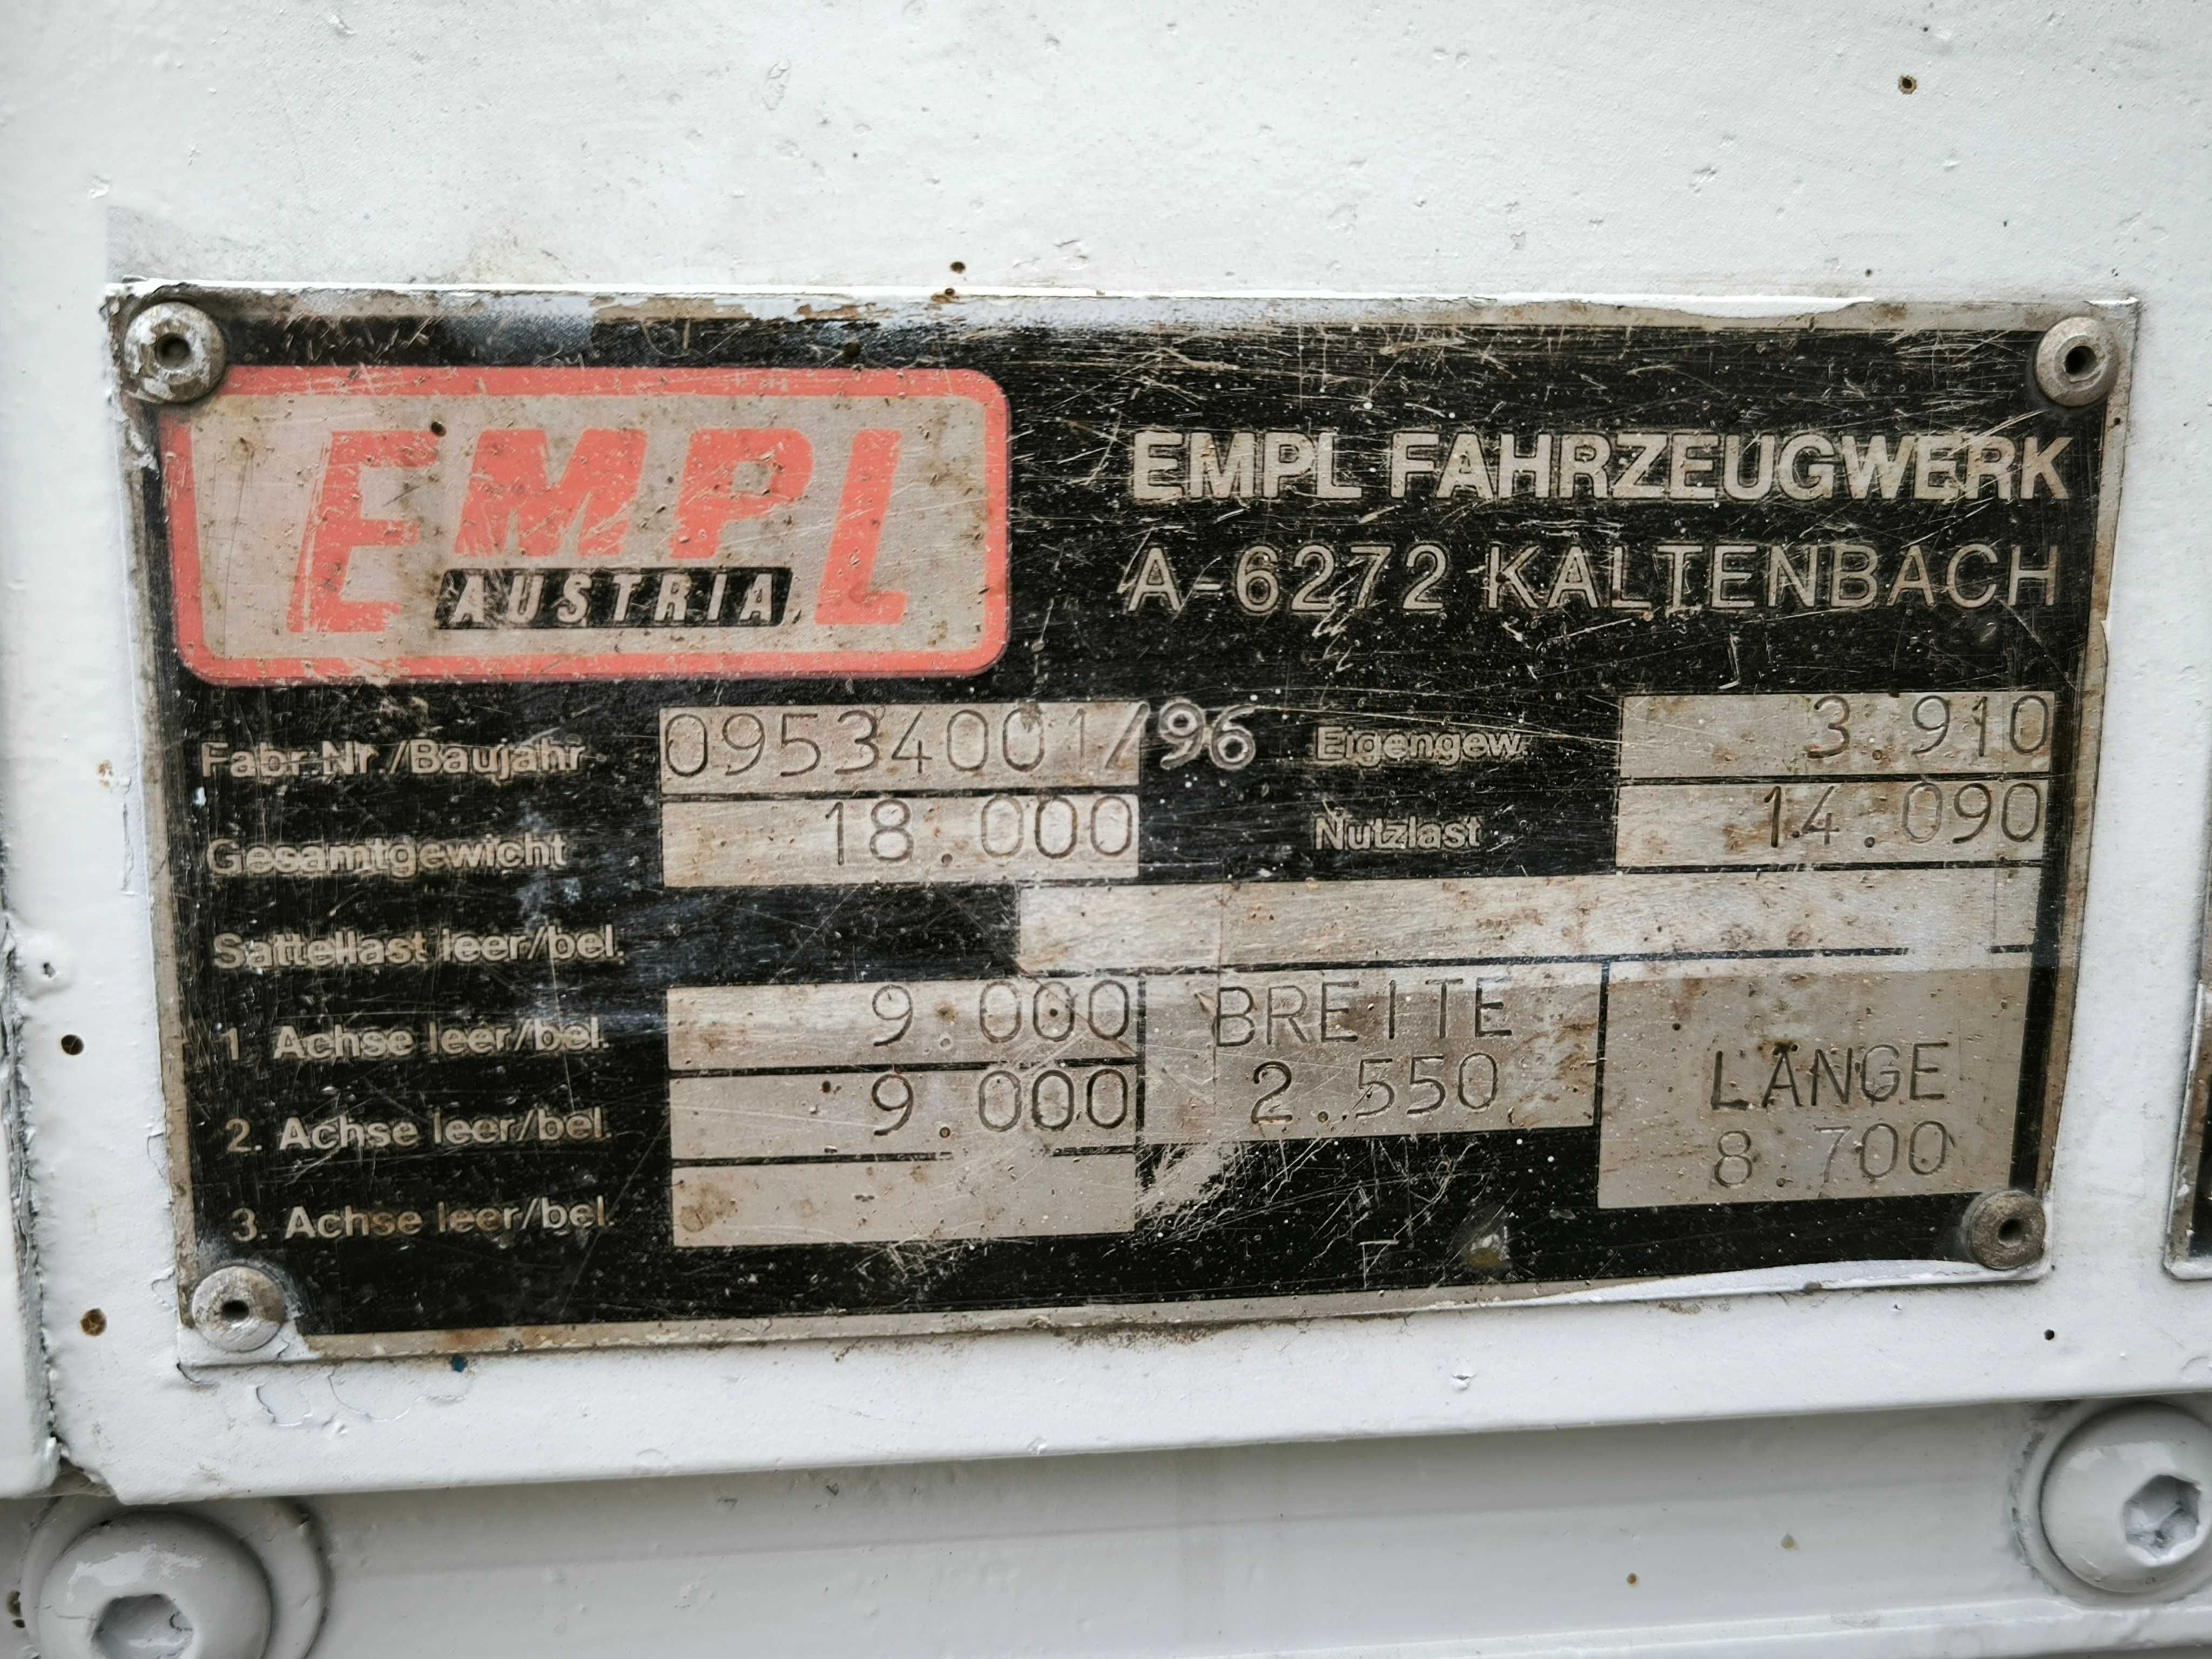 EMPL
AUSTRIA
EMPL FAHRZEUGWERK
A-6272 KALTENBACH
Fabr.Nr./Baujahr 09534001/96 Eigengew. 3.910
Gesamtgewicht 18.000 Nutzlast 14.090
Sattellast leer/bel.
1. Achse leer/bel. 9.000 BREITE
2. Achse leer/bel. 9.000 2.550 LANGE
3. Achse leer/bel. 8.700